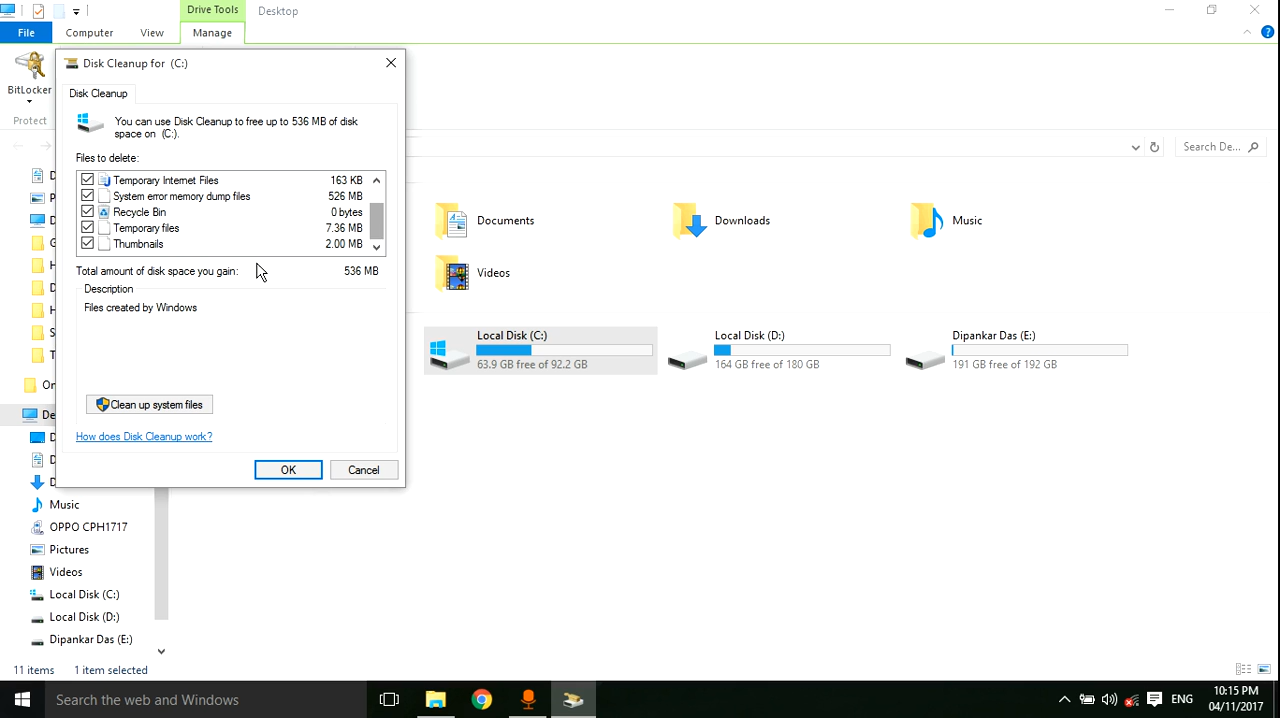 Drive Tools
Desktop
File
Computer
View
Manage
BitLocker
Protect
Disk Cleanup for (C:)
Disk Cleanup
You can use Disk Cleanup to free up to 536 MB of disk
space on (C:).
Files to delete:
Temporary Internet Files 163 KB
System error memory dump files 526 MB
Recycle Bin 0 bytes
Temporary files 7.36 MB
Thumbnails 2.00 MB
Total amount of disk space you gain: 536 MB
Description
Files created by Windows
Clean up system files
How does Disk Cleanup work?
OK
Cancel
Search De...
Documents
Downloads
Music
Videos
Local Disk (C:)
63.9 GB free of 92.2 GB
Local Disk (D:)
164 GB free of 180 GB
Dipankar Das (E:)
191 GB free of 192 GB
D
P
D
G
H
D
H
S
T
On
De
D
D
D
Music
OPPO CPH1717
Pictures
Videos
Local Disk (C:)
Local Disk (D:)
Dipankar Das (E:)
11 items
1 item selected
Search the web and Windows
ENG
10:15 PM
04/11/2017